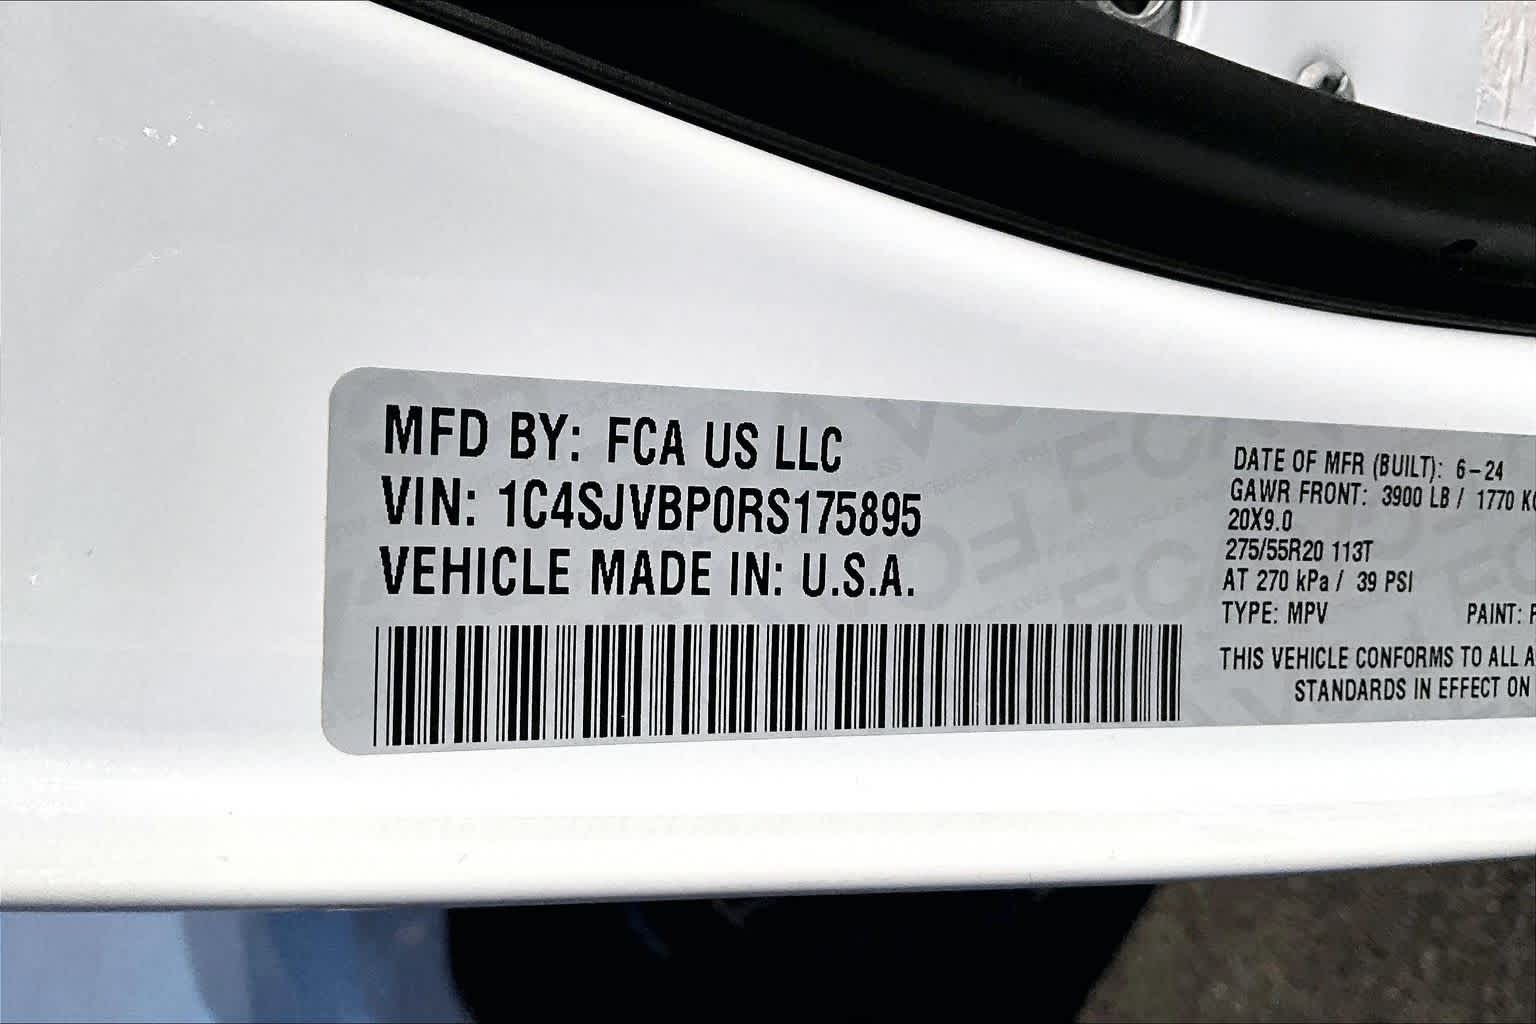 MFD BY: FCA US LLC
VIN: 1C4SJVBP0RS175895
VEHICLE MADE IN: U.S.A.
DATE OF MFR (BUILT): 6-24
GAWR FRONT: 3900 LB / 1770 K
20X9.0
275/55R20 113T
AT 270 kPa / 39 PSI
TYPE: MPV PAINT: P
THIS VEHICLE CONFORMS TO ALL A
STANDARDS IN EFFECT ON